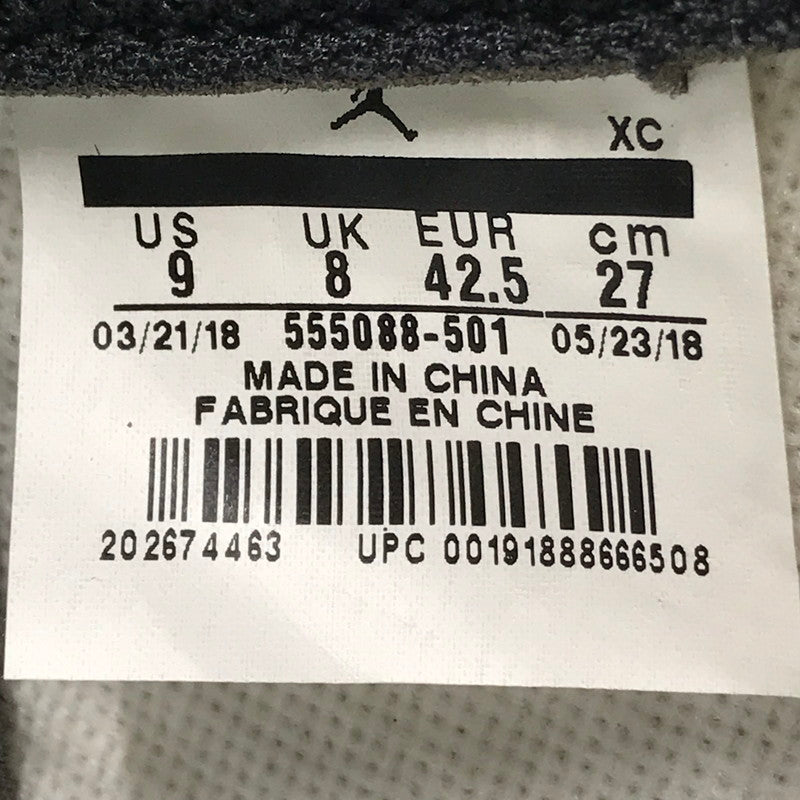 XC
US UK EUR cm
9 8 42.5 27
03/21/18 555088-501 05/23/18
MADE IN CHINA
FABRIQUE EN CHINE
202674463 UPC 00191888666508